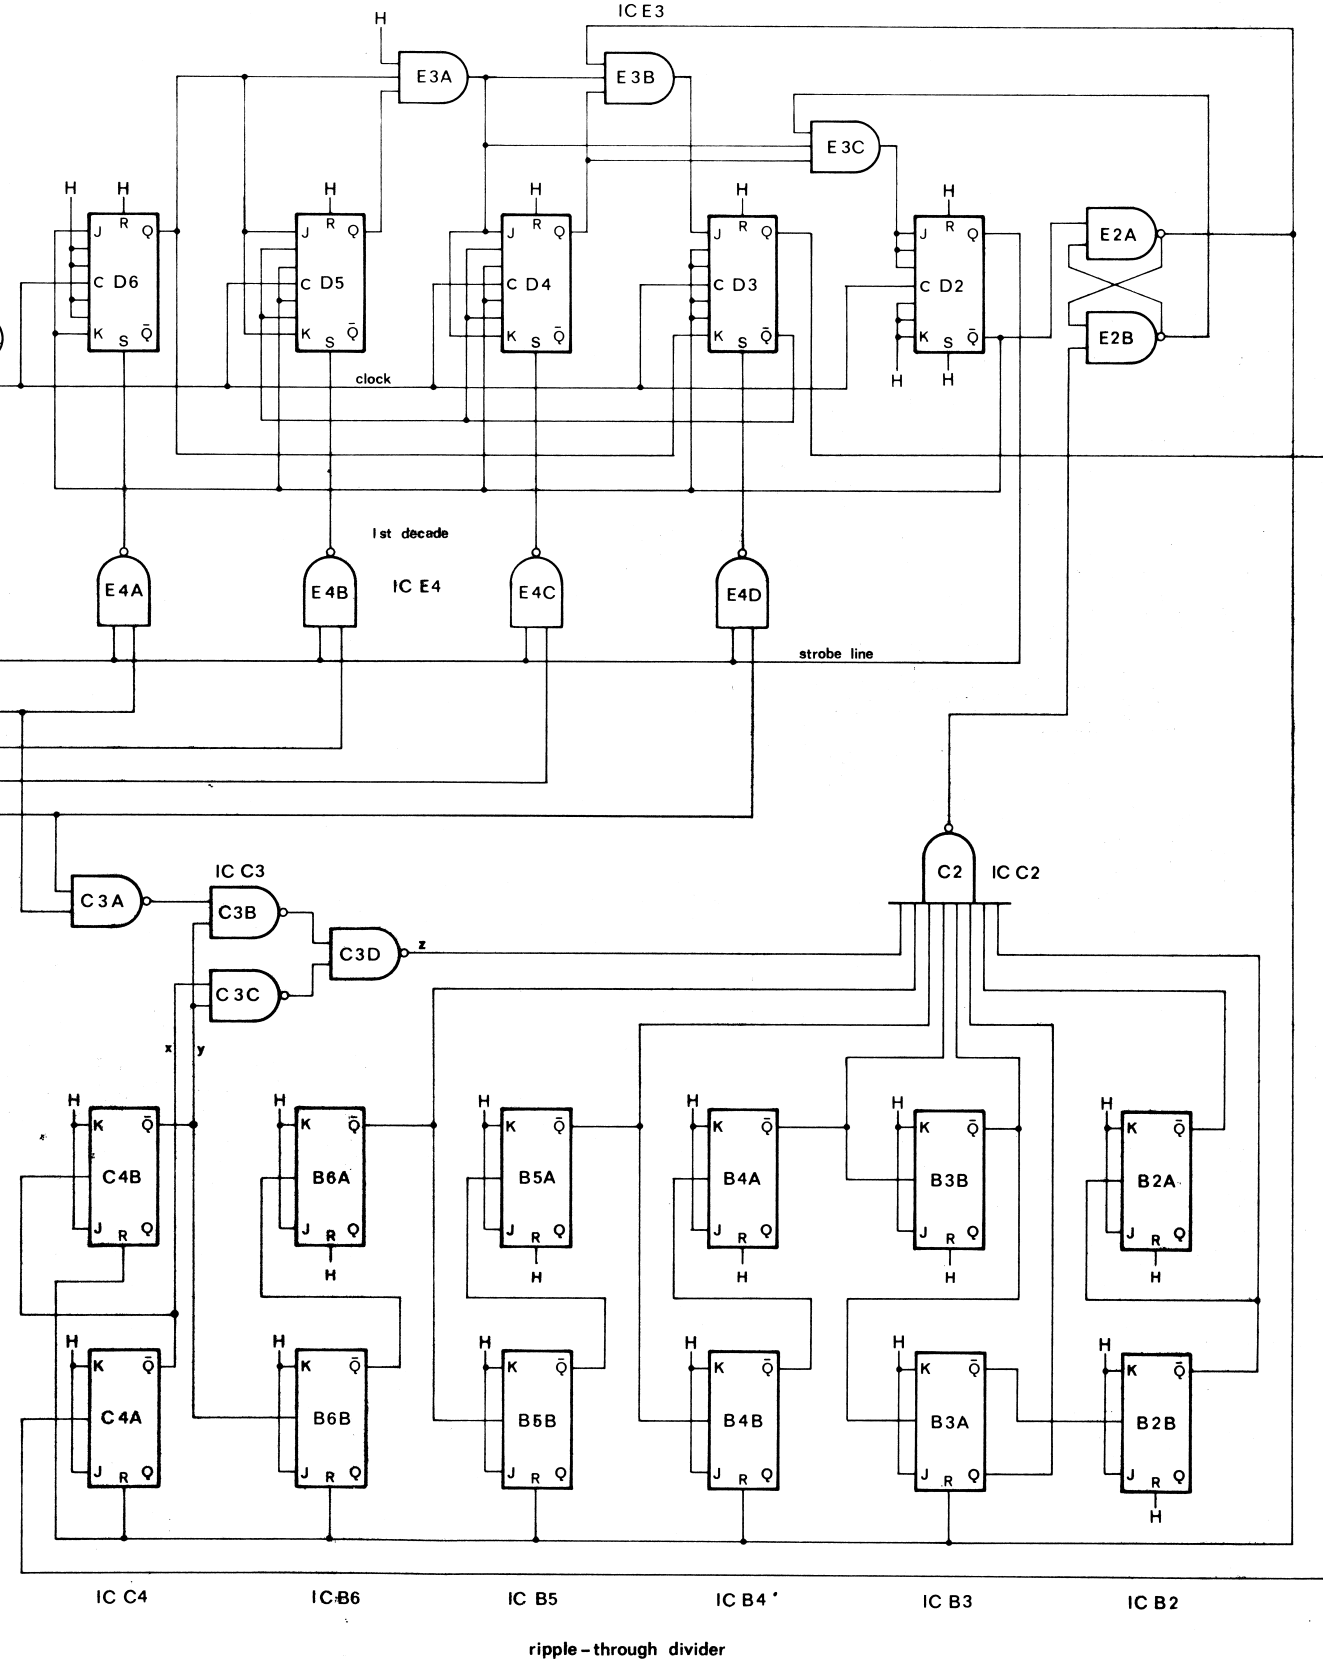 IC E3
H
E3A
E3B
E3C
H H H H H H
J R Q J R Q J R Q J R Q J R Q
E2A
C D6 C D5 C D4 C D3 C D2
K S Q̄ K S Q̄ K S Q̄ K S Q̄ K S Q̄
E2B
clock
H H
1st decade
IC E4
E4A E4B E4C E4D
strobe line
C2
IC C2
IC C3
C3A
C3B
z
C3D
C3C
x y
H H H H H H
K Q̄ K Q̄ K Q̄ K Q̄ K Q̄ K Q̄
C4B B6A B5A B4A B3B B2A
J R Q J R Q J R Q J R Q J R Q J R Q
H H H H H
H H H H H H
K Q̄ K Q̄ K Q̄ K Q̄ K Q̄ K Q̄
C4A B6B B5B B4B B3A B2B
J R Q J R Q J R Q J R Q J R Q J R Q
H
IC C4 IC B6 IC B5 IC B4 IC B3 IC B2
ripple-through divider